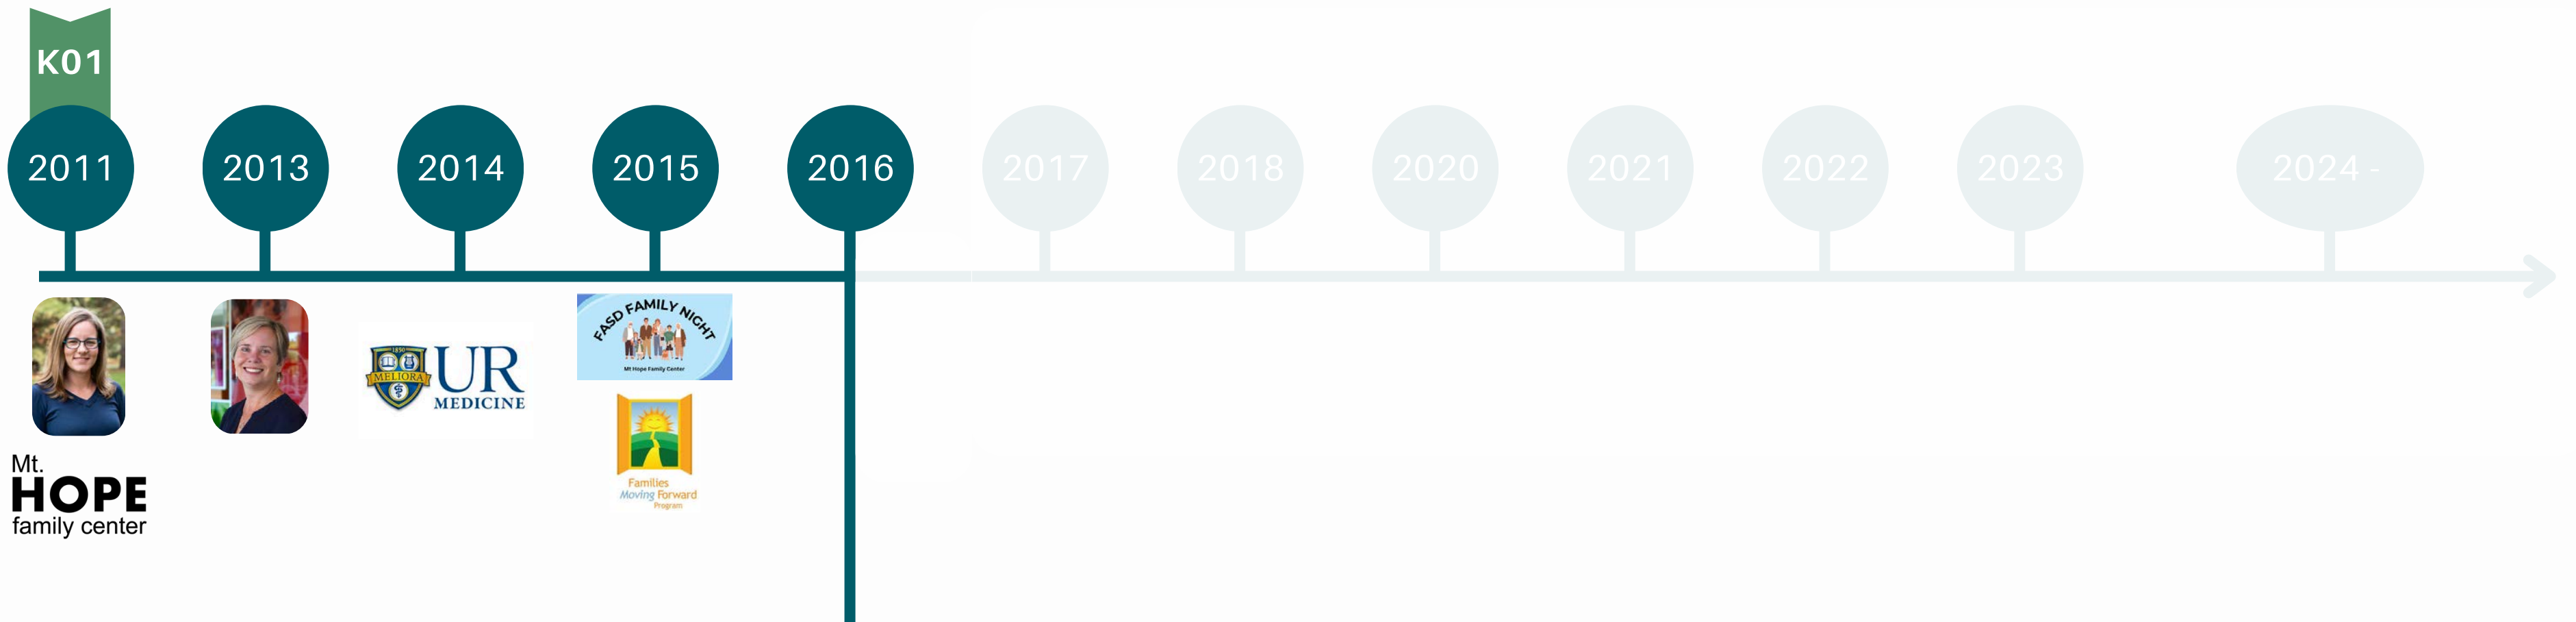 K01
2011
2013
2014
2015
2016
2017
2018
2020
2021
2022
2023
2024 -
Mt.
HOPE
family center
1850
MELIORA
UR
MEDICINE
FASD FAMILY NIGHT
Mt Hope Family Center
Families
Moving Forward
Program